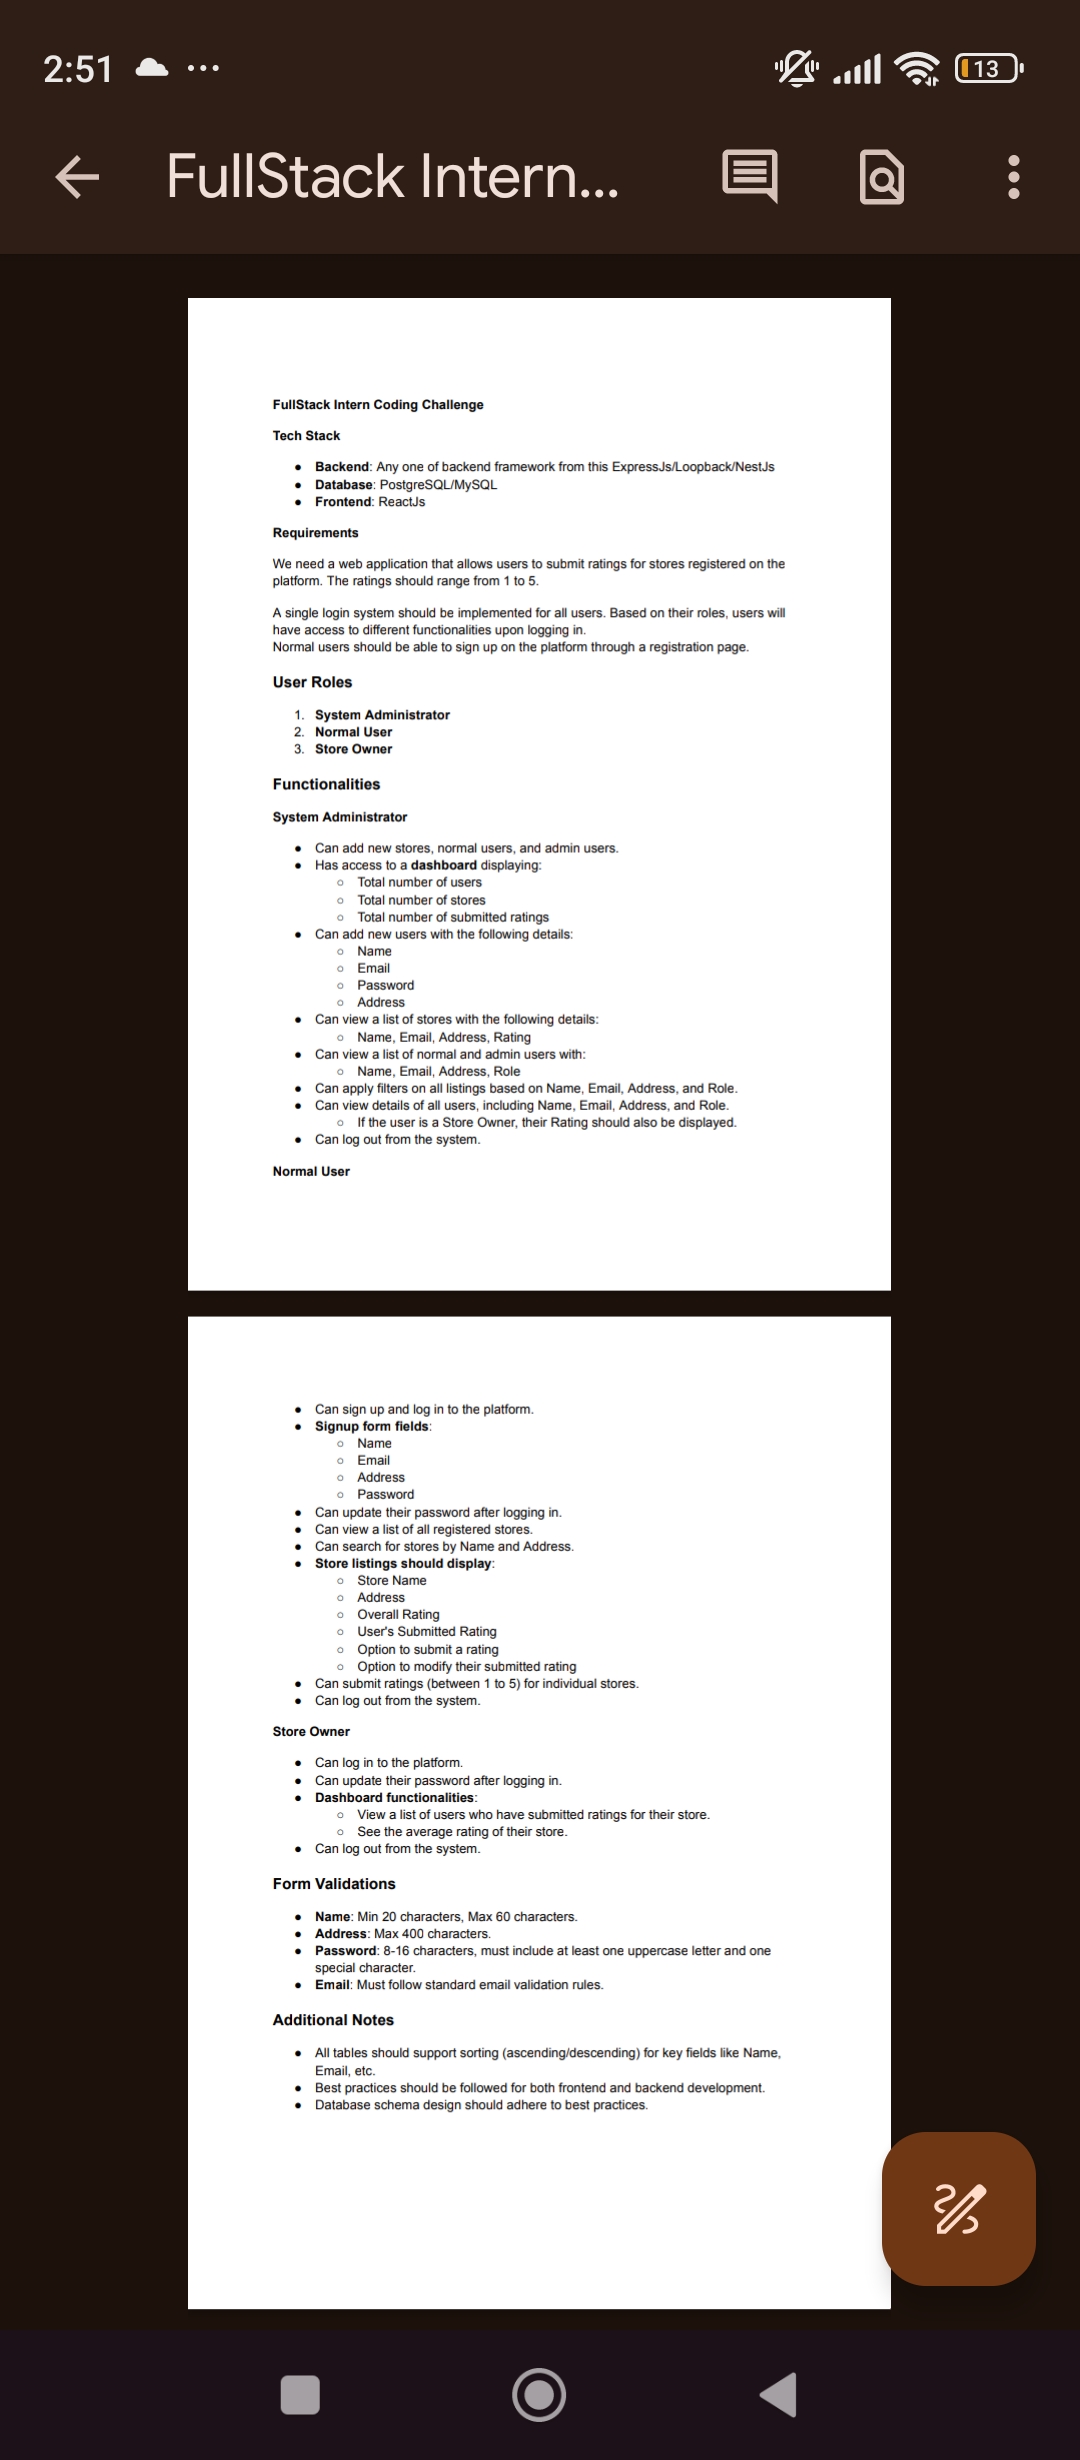 2:51
13
FullStack Intern...
FullStack Intern Coding Challenge
Tech Stack
● Backend: Any one of backend framework from this ExpressJs/Loopback/NestJs
● Database: PostgreSQL/MySQL
● Frontend: ReactJs
Requirements
We need a web application that allows users to submit ratings for stores registered on the
platform. The ratings should range from 1 to 5.
A single login system should be implemented for all users. Based on their roles, users will
have access to different functionalities upon logging in.
Normal users should be able to sign up on the platform through a registration page.
User Roles
1. System Administrator
2. Normal User
3. Store Owner
Functionalities
System Administrator
● Can add new stores, normal users, and admin users.
● Has access to a dashboard displaying:
○ Total number of users
○ Total number of stores
○ Total number of submitted ratings
● Can add new users with the following details:
○ Name
○ Email
○ Password
○ Address
● Can view a list of stores with the following details:
○ Name, Email, Address, Rating
● Can view a list of normal and admin users with:
○ Name, Email, Address, Role
● Can apply filters on all listings based on Name, Email, Address, and Role.
● Can view details of all users, including Name, Email, Address, and Role.
○ If the user is a Store Owner, their Rating should also be displayed.
● Can log out from the system.
Normal User
● Can sign up and log in to the platform.
● Signup form fields:
○ Name
○ Email
○ Address
○ Password
● Can update their password after logging in.
● Can view a list of all registered stores.
● Can search for stores by Name and Address.
● Store listings should display:
○ Store Name
○ Address
○ Overall Rating
○ User's Submitted Rating
○ Option to submit a rating
○ Option to modify their submitted rating
● Can submit ratings (between 1 to 5) for individual stores.
● Can log out from the system.
Store Owner
● Can log in to the platform.
● Can update their password after logging in.
● Dashboard functionalities:
○ View a list of users who have submitted ratings for their store.
○ See the average rating of their store.
● Can log out from the system.
Form Validations
● Name: Min 20 characters, Max 60 characters.
● Address: Max 400 characters.
● Password: 8-16 characters, must include at least one uppercase letter and one
special character.
● Email: Must follow standard email validation rules.
Additional Notes
● All tables should support sorting (ascending/descending) for key fields like Name,
Email, etc.
● Best practices should be followed for both frontend and backend development.
● Database schema design should adhere to best practices.